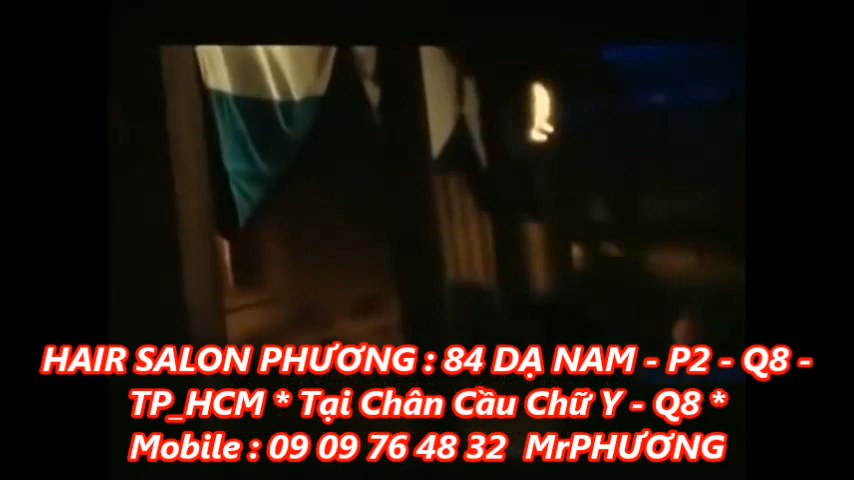 HAIR SALON PHƯƠNG : 84 DẠ NAM - P2 - Q8 -
TP_HCM * Tại Chân Cầu Chữ Y - Q8 *
Mobile : 09 09 76 48 32 MrPHƯƠNG